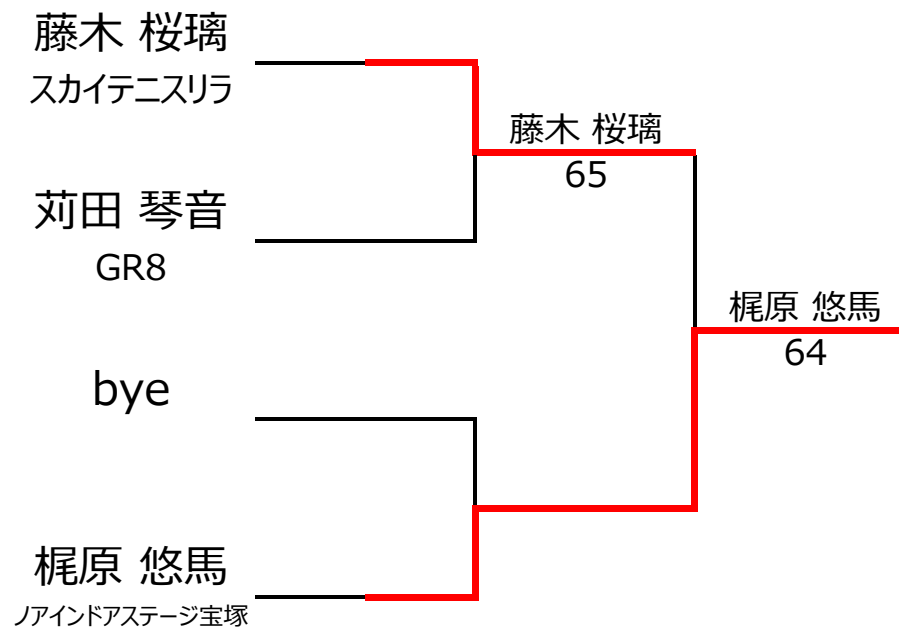 藤木 桜璃
スカイテニスリラ
藤木 桜璃
65
苅田 琴音
GR8
梶原 悠馬
64
bye
梶原 悠馬
ノアインドアステージ宝塚